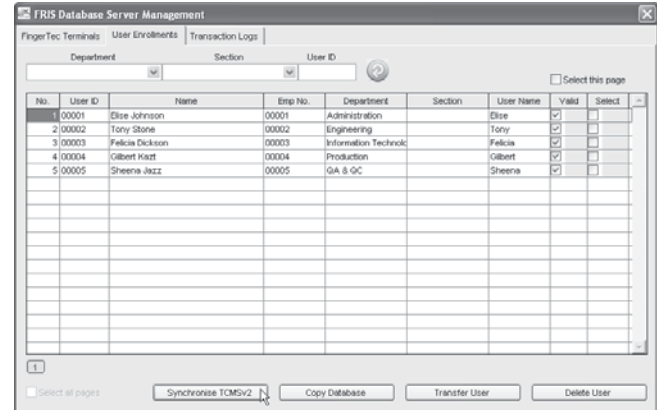 FRIS Database Server Management
FingerTec Terminals User Enrolments Transaction Logs
Department Section User ID
Select this page
No. User ID Name Emp No. Department Section User Name Valid Select
1 00001 Elise Johnson 00001 Administration Elise
2 00002 Tony Stone 00002 Engineering Tony
3 00003 Felicia Dickson 00003 Information Technolc Felicia
4 00004 Gilbert Kazt 00004 Production Gilbert
5 00005 Sheena Jazz 00005 QA & QC Sheena
1
Select all pages Synchronise TCMSv2 Copy Database Transfer User Delete User